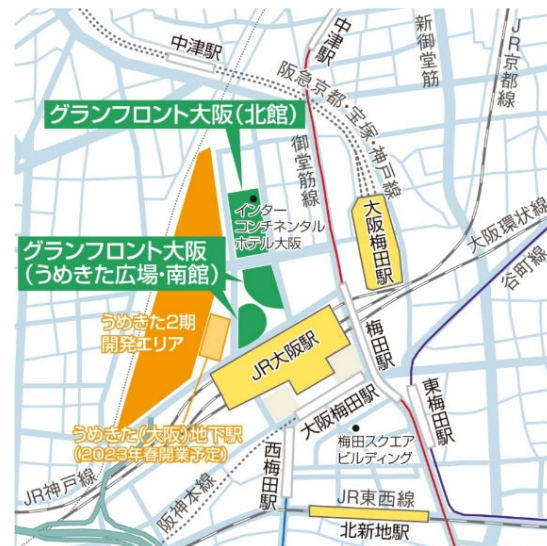 中津駅
中津駅
新御堂筋
JR京都線
阪急京都・宝塚・神戸線
グランフロント大阪(北館)
御堂筋線
インター
コンチネンタル
ホテル大阪
大阪梅田駅
大阪環状線
谷町線
グランフロント大阪
(うめきた広場・南館)
うめきた2期
開発エリア
JR大阪駅
梅田駅
うめきた(大阪)地下駅
(2023年春開業予定)
大阪梅田駅
東梅田駅
梅田スクエア
ビルディング
西梅田駅
JR神戸線
阪神本線
JR東西線
北新地駅